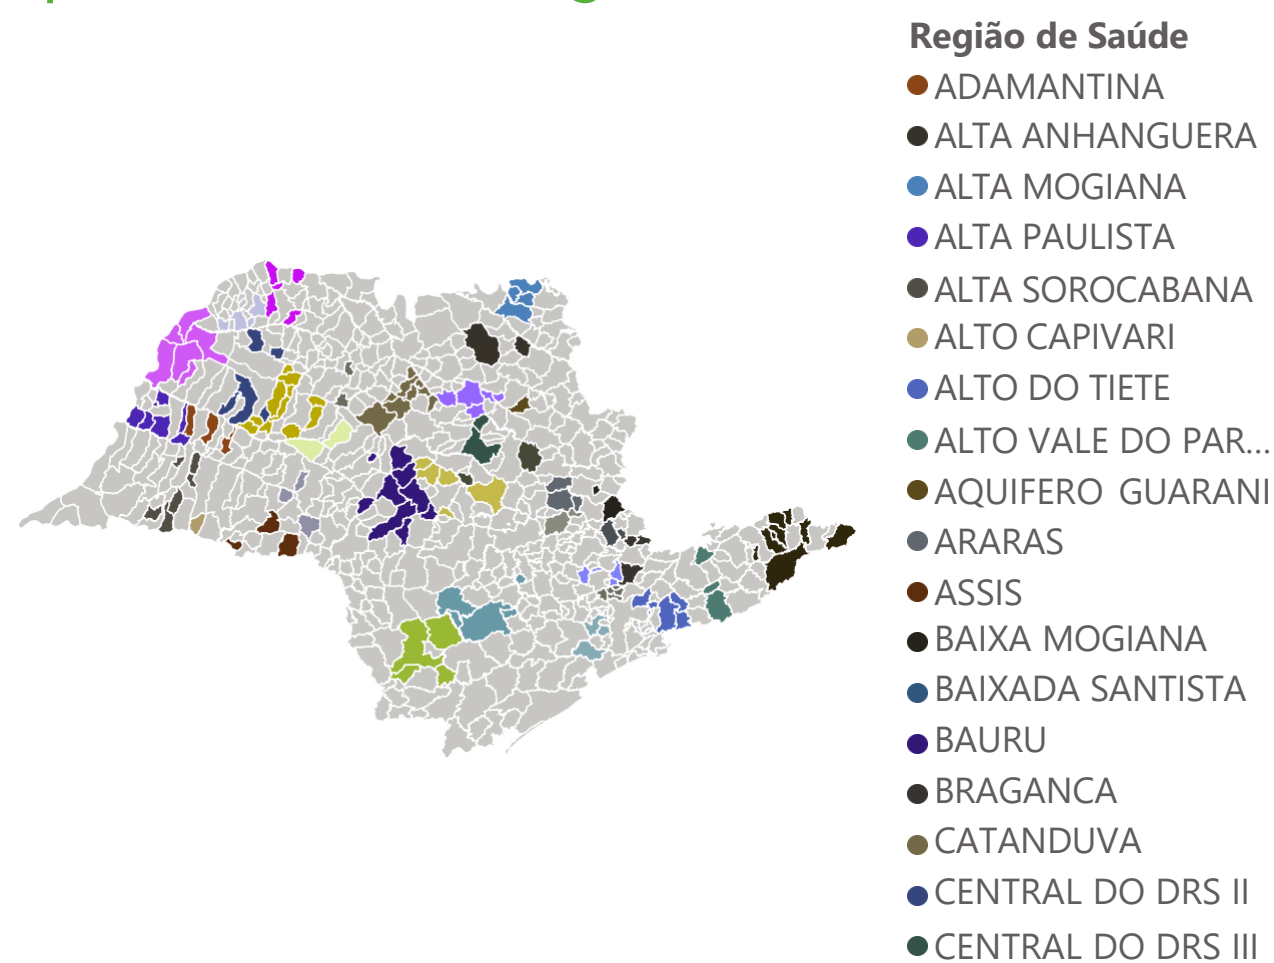 Região de Saúde
ADAMANTINA
ALTA ANHANGUERA
ALTA MOGIANA
ALTA PAULISTA
ALTA SOROCABANA
ALTO CAPIVARI
ALTO DO TIETE
ALTO VALE DO PAR...
AQUIFERO GUARANI
ARARAS
ASSIS
BAIXA MOGIANA
BAIXADA SANTISTA
BAURU
BRAGANCA
CATANDUVA
CENTRAL DO DRS II
CENTRAL DO DRS III